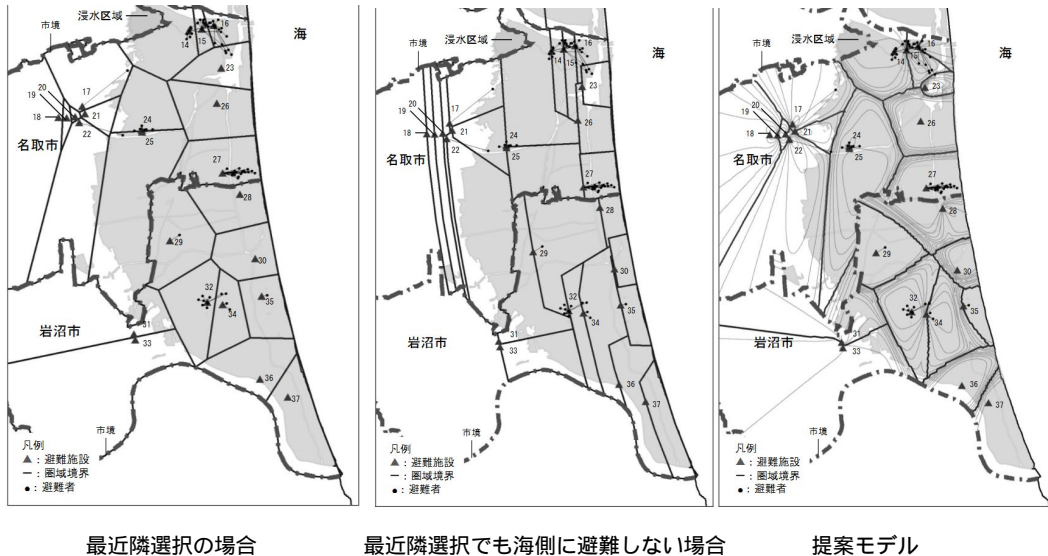 浸水区域
市境
海
16
14
15
23
17
20
19
18
21
22
26
24
25
名取市
27
28
29
30
32
34
35
31
33
岩沼市
36
37
市境
凡例
▲：避難施設
ー：圏域境界
●：避難者
最近隣選択の場合
浸水区域
市境
海
16
14
15
23
17
20
19
18
21
22
26
24
25
名取市
27
28
29
30
32
34
35
31
33
岩沼市
36
37
市境
凡例
▲：避難施設
ー：圏域境界
●：避難者
最近隣選択でも海側に避難しない場合
浸水区域
市境
海
16
14
15
23
17
20
19
18
21
22
26
24
25
名取市
27
28
29
30
32
34
35
31
33
岩沼市
36
37
市境
凡例
▲：避難施設
ー：圏域境界
●：避難者
提案モデル